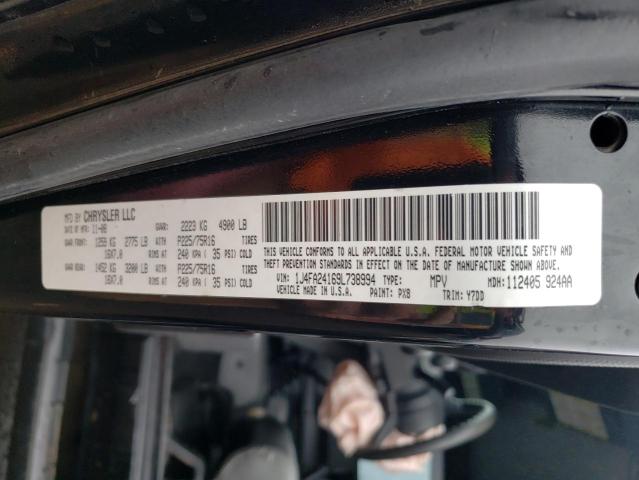 MFD BY CHRYSLER LLC
DATE OF MFR: 11-08 GVWR: 2223 KG 4900 LB
GAWR: FRONT 1259 KG 2775 LB WITH P225/75R16 TIRES
16X7.0 RIMS AT 240 KPA ( 35 PSI) COLD
GAWR: REAR 1452 KG 3200 LB WITH P225/75R16 TIRES
16X7.0 RIMS AT 240 KPA ( 35 PSI) COLD
THIS VEHICLE CONFORMS TO ALL APPLICABLE U.S.A. FEDERAL MOTOR VEHICLE SAFETY AND
THEFT PREVENTION STANDARDS IN EFFECT ON THE DATE OF MANUFACTURE SHOWN ABOVE.
VIN: 1J4FA24169L738994 TYPE: MPV MDH: 112405 924AA
VEHICLE MADE IN U.S.A. PAINT: PX8 TRIM: Y7DD